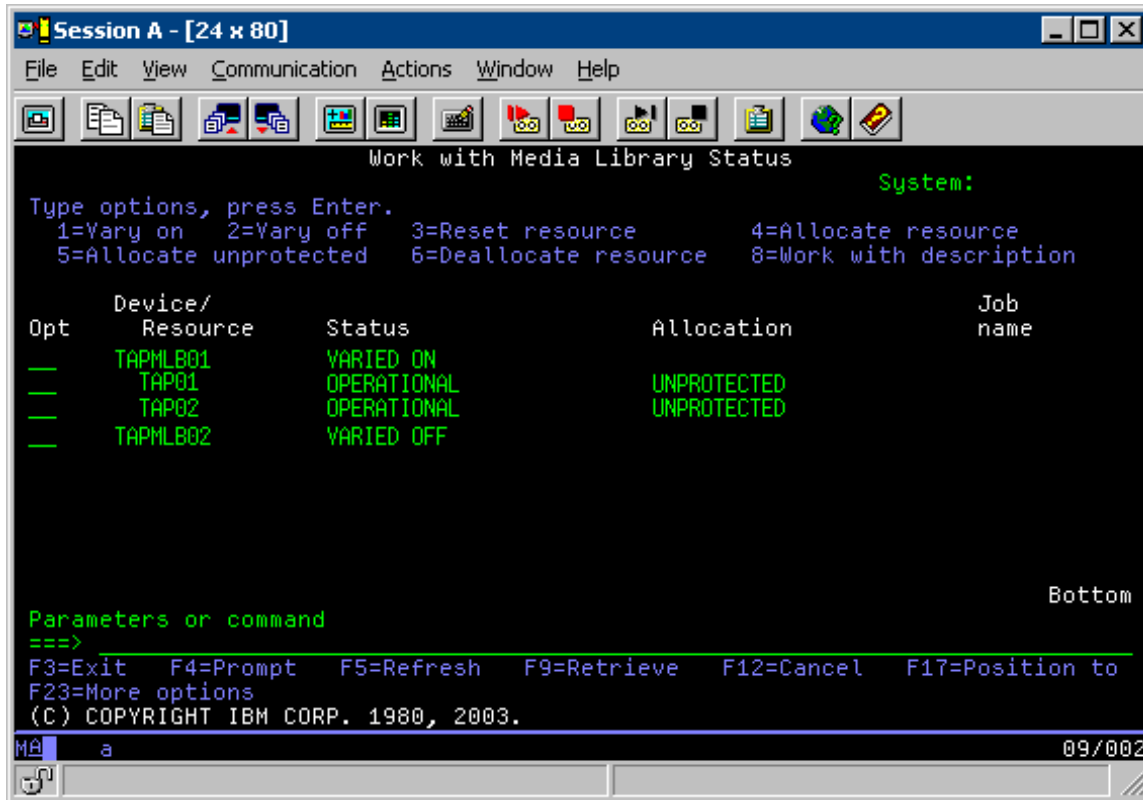 Session A - [24 x 80]
File Edit View Communication Actions Window Help
Work with Media Library Status
System:
Type options, press Enter.
1=Vary on 2=Vary off 3=Reset resource 4=Allocate resource
5=Allocate unprotected 6=Deallocate resource 8=Work with description
Device/ Job
Opt Resource Status Allocation name
TAPMLB01 VARIED ON
TAP01 OPERATIONAL UNPROTECTED
TAP02 OPERATIONAL UNPROTECTED
TAPMLB02 VARIED OFF
Bottom
Parameters or command
===>
F3=Exit F4=Prompt F5=Refresh F9=Retrieve F12=Cancel F17=Position to
F23=More options
(C) COPYRIGHT IBM CORP. 1980, 2003.
MA a 09/002